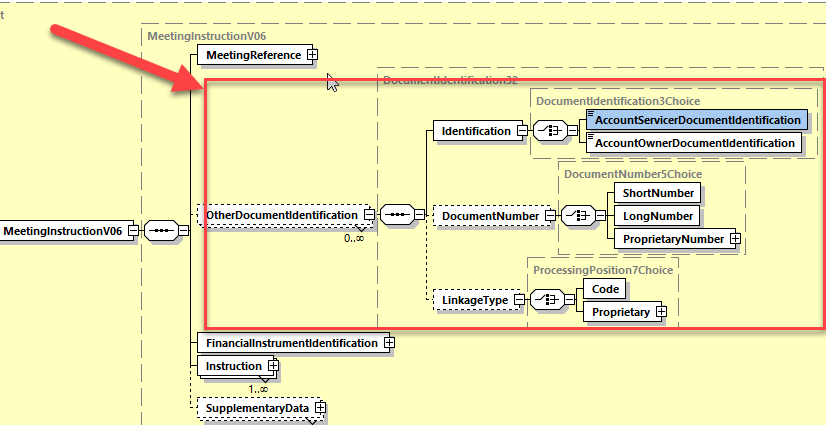 t
MeetingInstructionV06
MeetingReference
DocumentIdentification32
DocumentIdentification3Choice
AccountServicerDocumentIdentification
Identification
AccountOwnerDocumentIdentification
DocumentNumber5Choice
ShortNumber
OtherDocumentIdentification
DocumentNumber
LongNumber
MeetingInstructionV06
0..∞
ProprietaryNumber
ProcessingPosition7Choice
Code
LinkageType
Proprietary
FinancialInstrumentIdentification
Instruction
1..∞
SupplementaryData